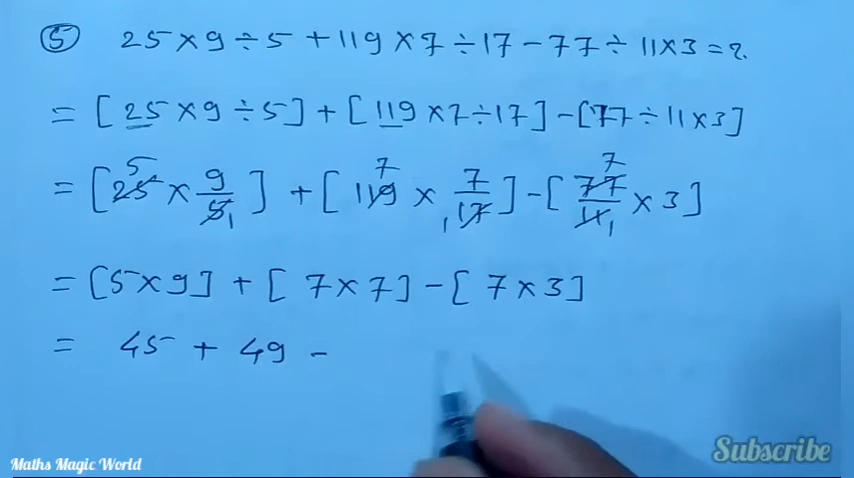 ⑤ 25 × 9 ÷ 5 + 119 × 7 ÷ 17 - 77 ÷ 11 × 3 = ?
= [25 × 9 ÷ 5] + [119 × 7 ÷ 17] - [77 ÷ 11 × 3]
= [25 5 × 9/5 1] + [119 7 × 7/17 1] - [77 7/11 1 × 3]
= [5 × 9] + [7 × 7] - [7 × 3]
= 45 + 49 -
Subscribe
Maths Magic World